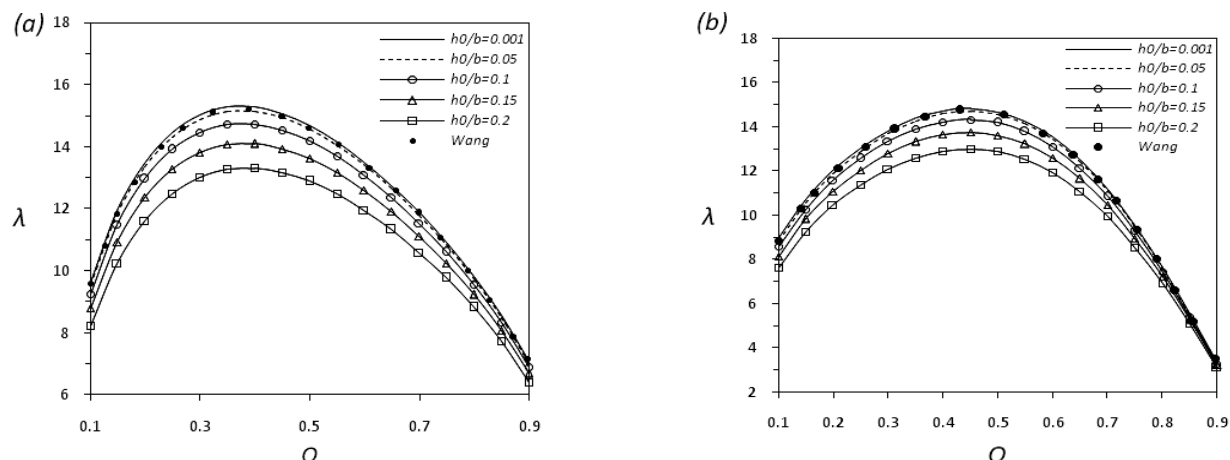 (a)
18
16
14
12
10
8
6
λ
h0/b=0.001
h0/b=0.05
h0/b=0.1
h0/b=0.15
h0/b=0.2
Wang
0.1 0.3 0.5 0.7 0.9
(b)
18
16
14
12
10
8
6
4
2
λ
h0/b=0.001
h0/b=0.05
h0/b=0.1
h0/b=0.15
h0/b=0.2
Wang
0.1 0.2 0.3 0.4 0.5 0.6 0.7 0.8 0.9